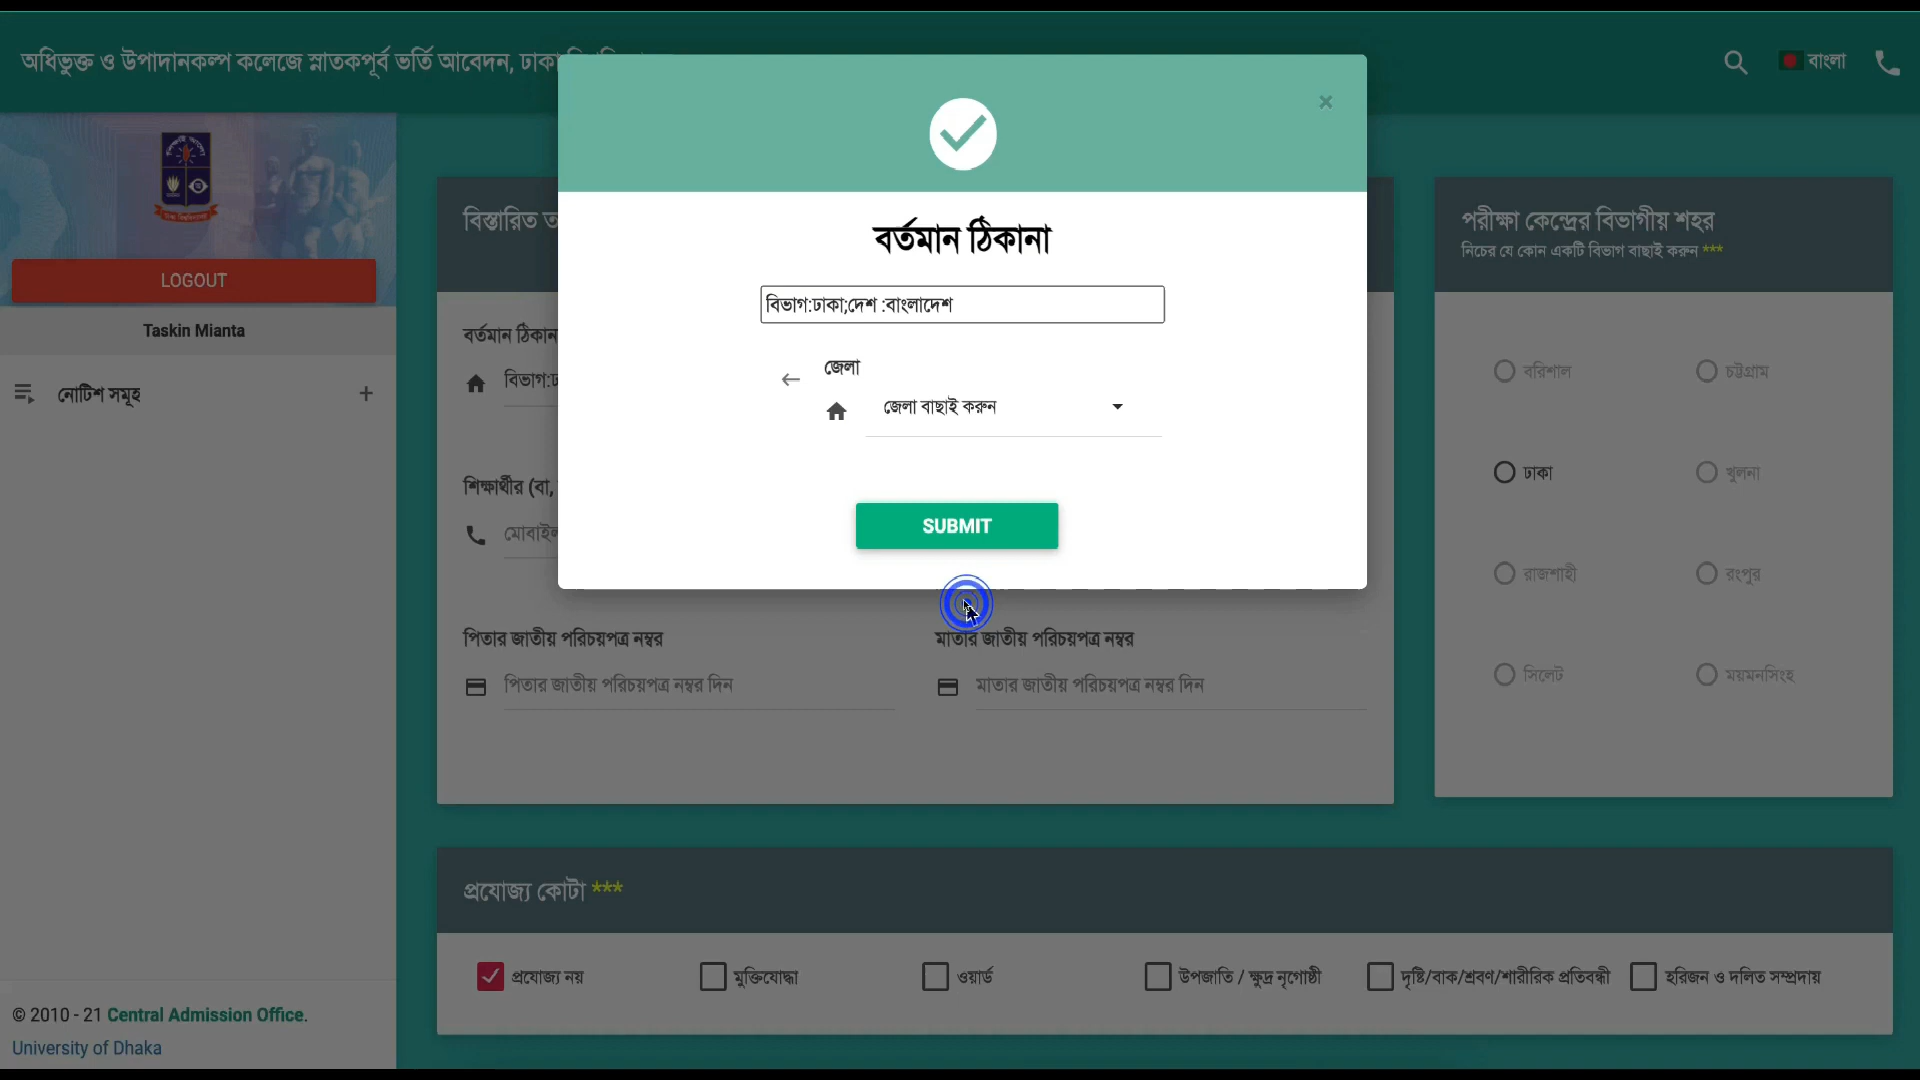 অধিভুক্ত ও উপাদানকল্প কলেজে স্নাতকপূর্ব ভর্তি আবেদন, ঢাকা
বাংলা
LOGOUT
Taskin Mianta
নোটিশ সমূহ
© 2010 - 21 Central Admission Office.
University of Dhaka
বর্তমান ঠিকানা
বিভাগ:ঢাকা;দেশ :বাংলাদেশ
জেলা
জেলা বাছাই করুন
SUBMIT
বিস্তারিত ত
বর্তমান ঠিকান
বিভাগ:ঢ
শিক্ষার্থীর (বা,
মোবাইল
পিতার জাতীয় পরিচয়পত্র নম্বর
পিতার জাতীয় পরিচয়পত্র নম্বর দিন
মাতার জাতীয় পরিচয়পত্র নম্বর
মাতার জাতীয় পরিচয়পত্র নম্বর দিন
পরীক্ষা কেন্দ্রের বিভাগীয় শহর
নিচের যে কোন একটি বিভাগ বাছাই করুন ***
বরিশাল
চট্টগ্রাম
ঢাকা
খুলনা
রাজশাহী
রংপুর
সিলেট
ময়মনসিংহ
প্রযোজ্য কোটা ***
প্রযোজ্য নয়
মুক্তিযোদ্ধা
ওয়ার্ড
উপজাতি / ক্ষুদ্র নৃগোষ্ঠী
দৃষ্টি/বাক/শ্রবণ/শারীরিক প্রতিবন্ধী
হরিজন ও দলিত সম্প্রদায়